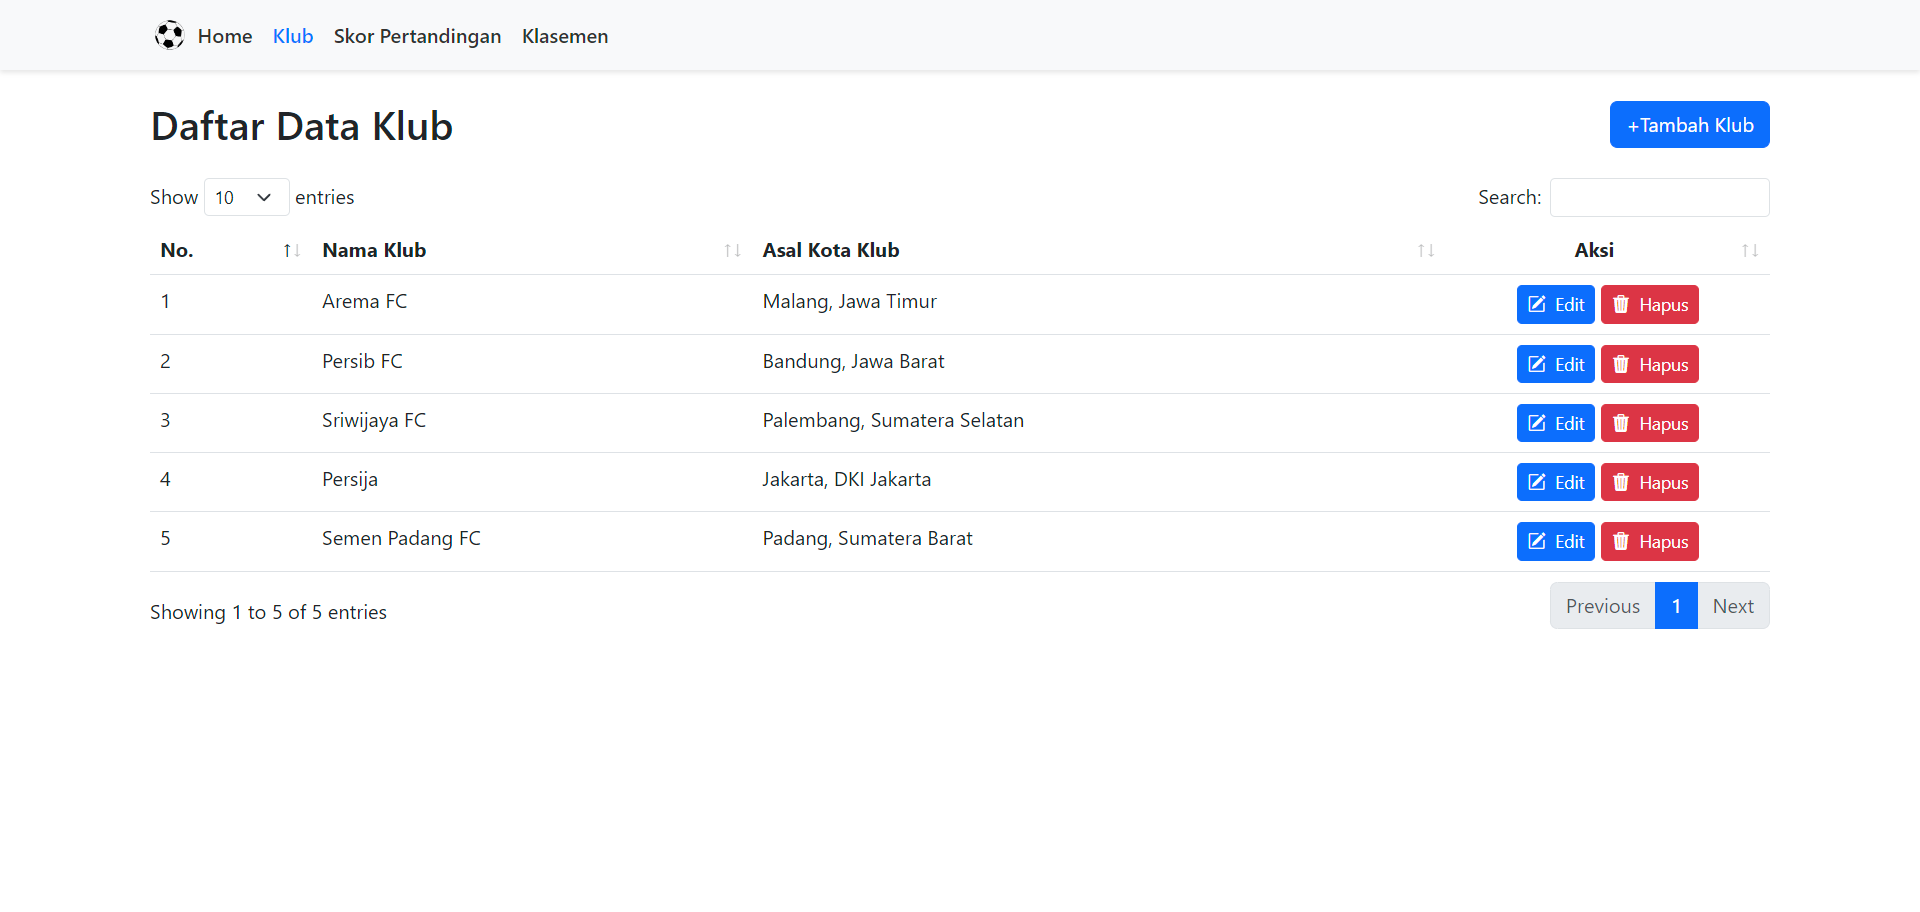 Home Klub Skor Pertandingan Klasemen
Daftar Data Klub +Tambah Klub
Show 10 entries Search:
No. Nama Klub Asal Kota Klub Aksi
1 Arema FC Malang, Jawa Timur Edit Hapus
2 Persib FC Bandung, Jawa Barat Edit Hapus
3 Sriwijaya FC Palembang, Sumatera Selatan Edit Hapus
4 Persija Jakarta, DKI Jakarta Edit Hapus
5 Semen Padang FC Padang, Sumatera Barat Edit Hapus
Showing 1 to 5 of 5 entries Previous 1 Next